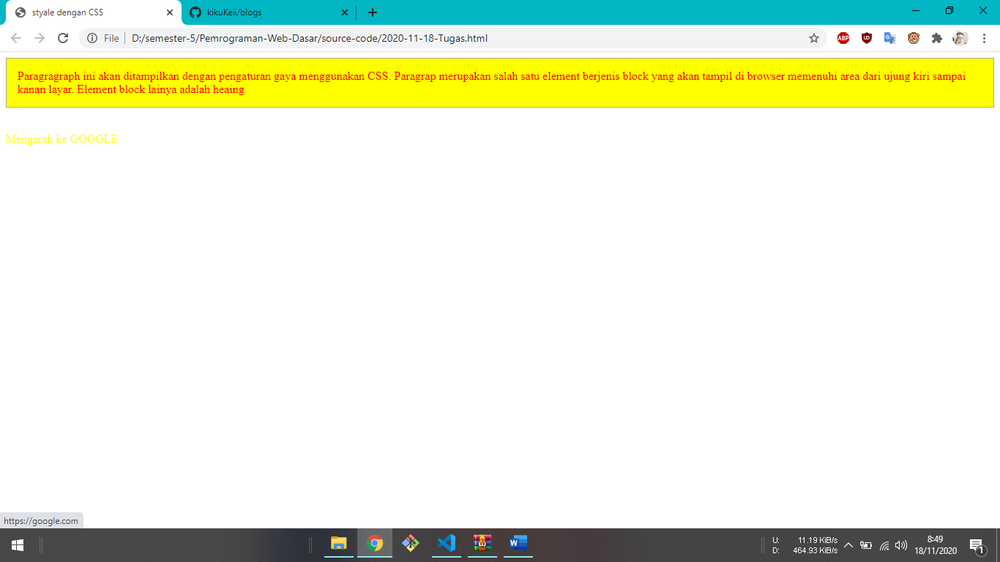 styale dengan CSS
kikuKeii/blogs
File
D:/semester-5/Pemrograman-Web-Dasar/source-code/2020-11-18-Tugas.html
ABP
UD
Paragragraph ini akan ditampilkan dengan pengaturan gaya menggunakan CSS. Paragrap merupakan salah satu element berjenis block yang akan tampil di browser memenuhi area dari ujung kiri sampai
kanan layar. Element block lainya adalah heaing
Mengarah ke GOOGLE
https://google.com
U: 11.19 KiB/s
D: 464.93 KiB/s
8:49
18/11/2020
1